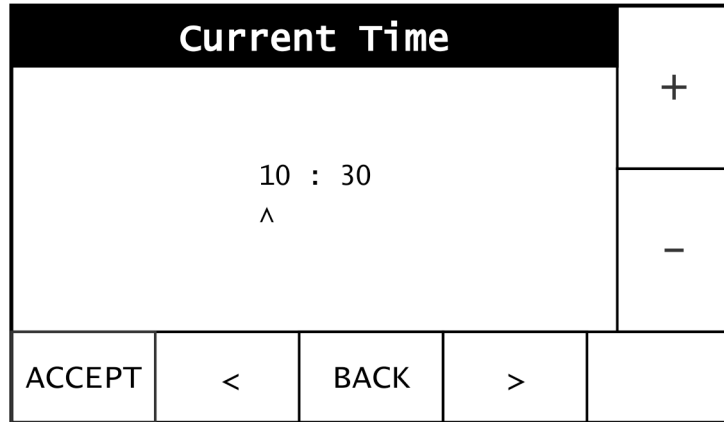 Current Time
+
10 : 30
^
-
ACCEPT < BACK >